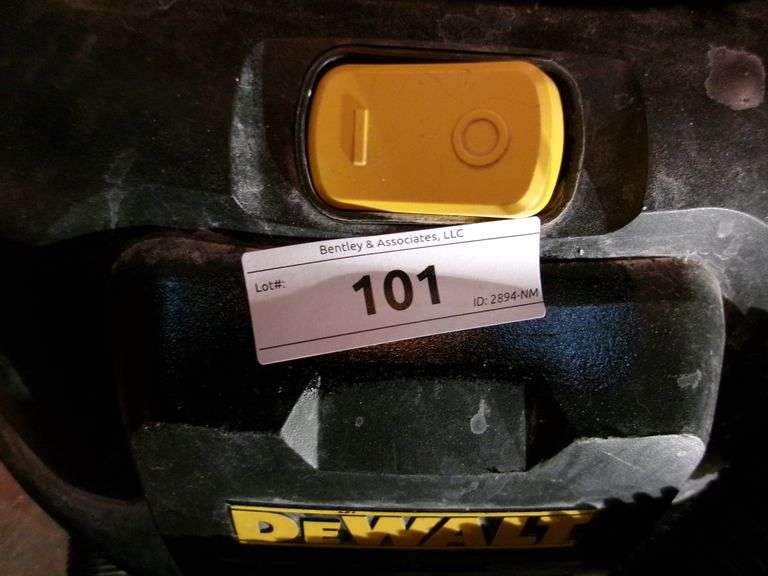 Bentley & Associates, LLC
Lot#:
101
ID: 2894-NM
DEWALT